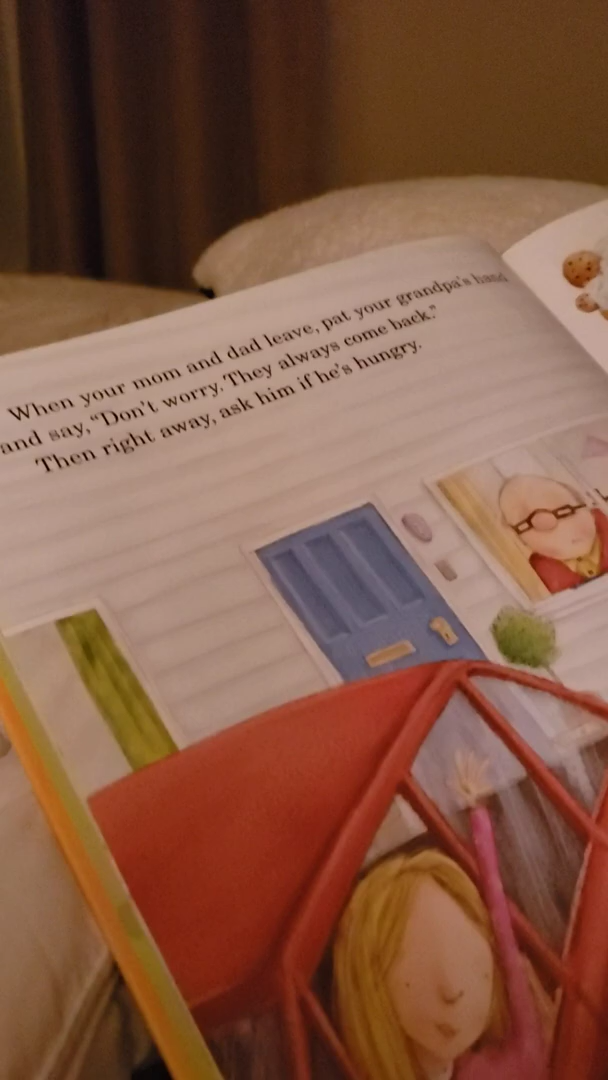 When your mom and dad leave, pat your grandpa's hand
and say, “Don't worry. They always come back.”
Then right away, ask him if he's hungry.